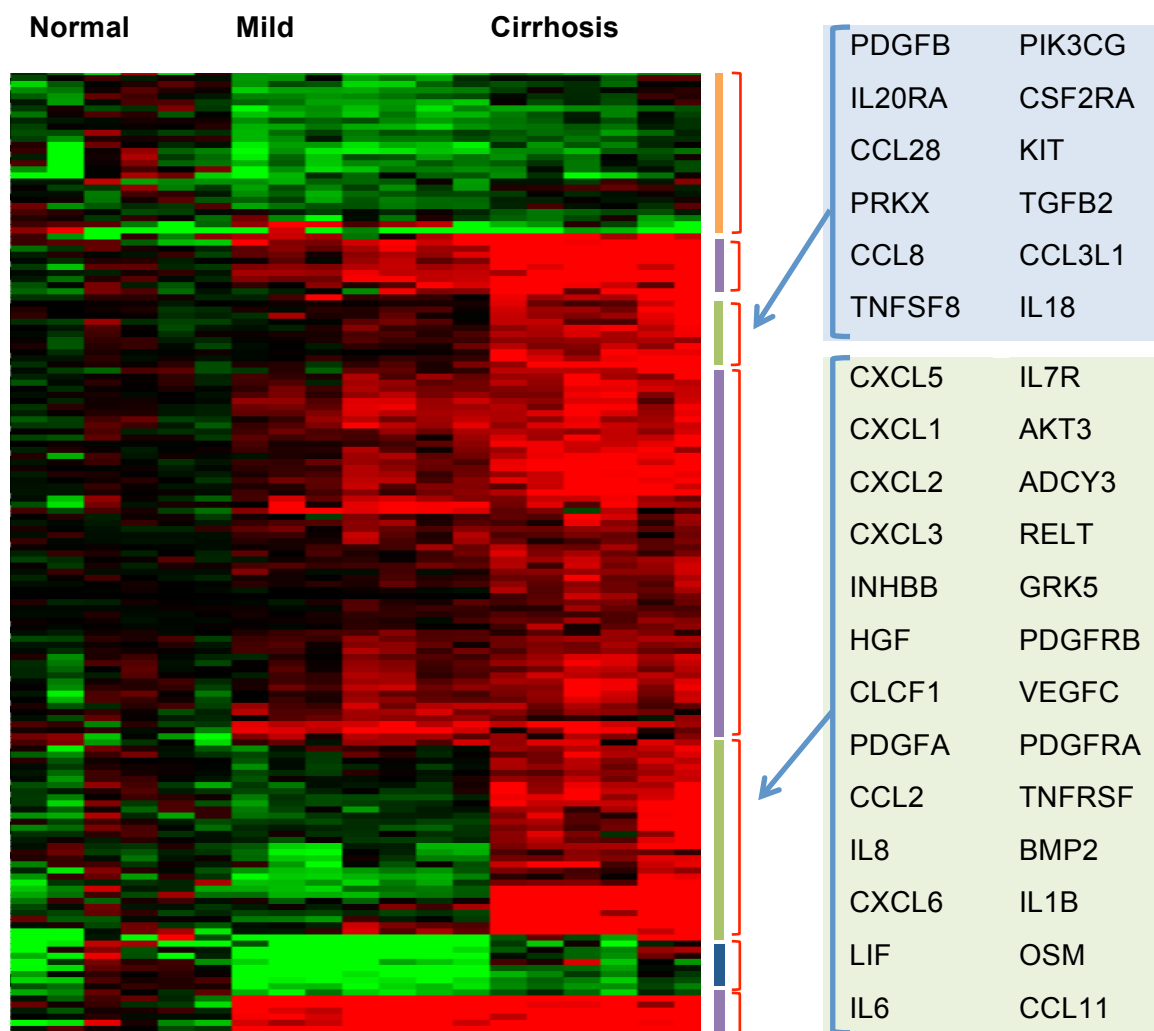 Normal Mild Cirrhosis
PDGFB PIK3CG
IL20RA CSF2RA
CCL28 KIT
PRKX TGFB2
CCL8 CCL3L1
TNFSF8 IL18
CXCL5 IL7R
CXCL1 AKT3
CXCL2 ADCY3
CXCL3 RELT
INHBB GRK5
HGF PDGFRB
CLCF1 VEGFC
PDGFA PDGFRA
CCL2 TNFRSF
IL8 BMP2
CXCL6 IL1B
LIF OSM
IL6 CCL11